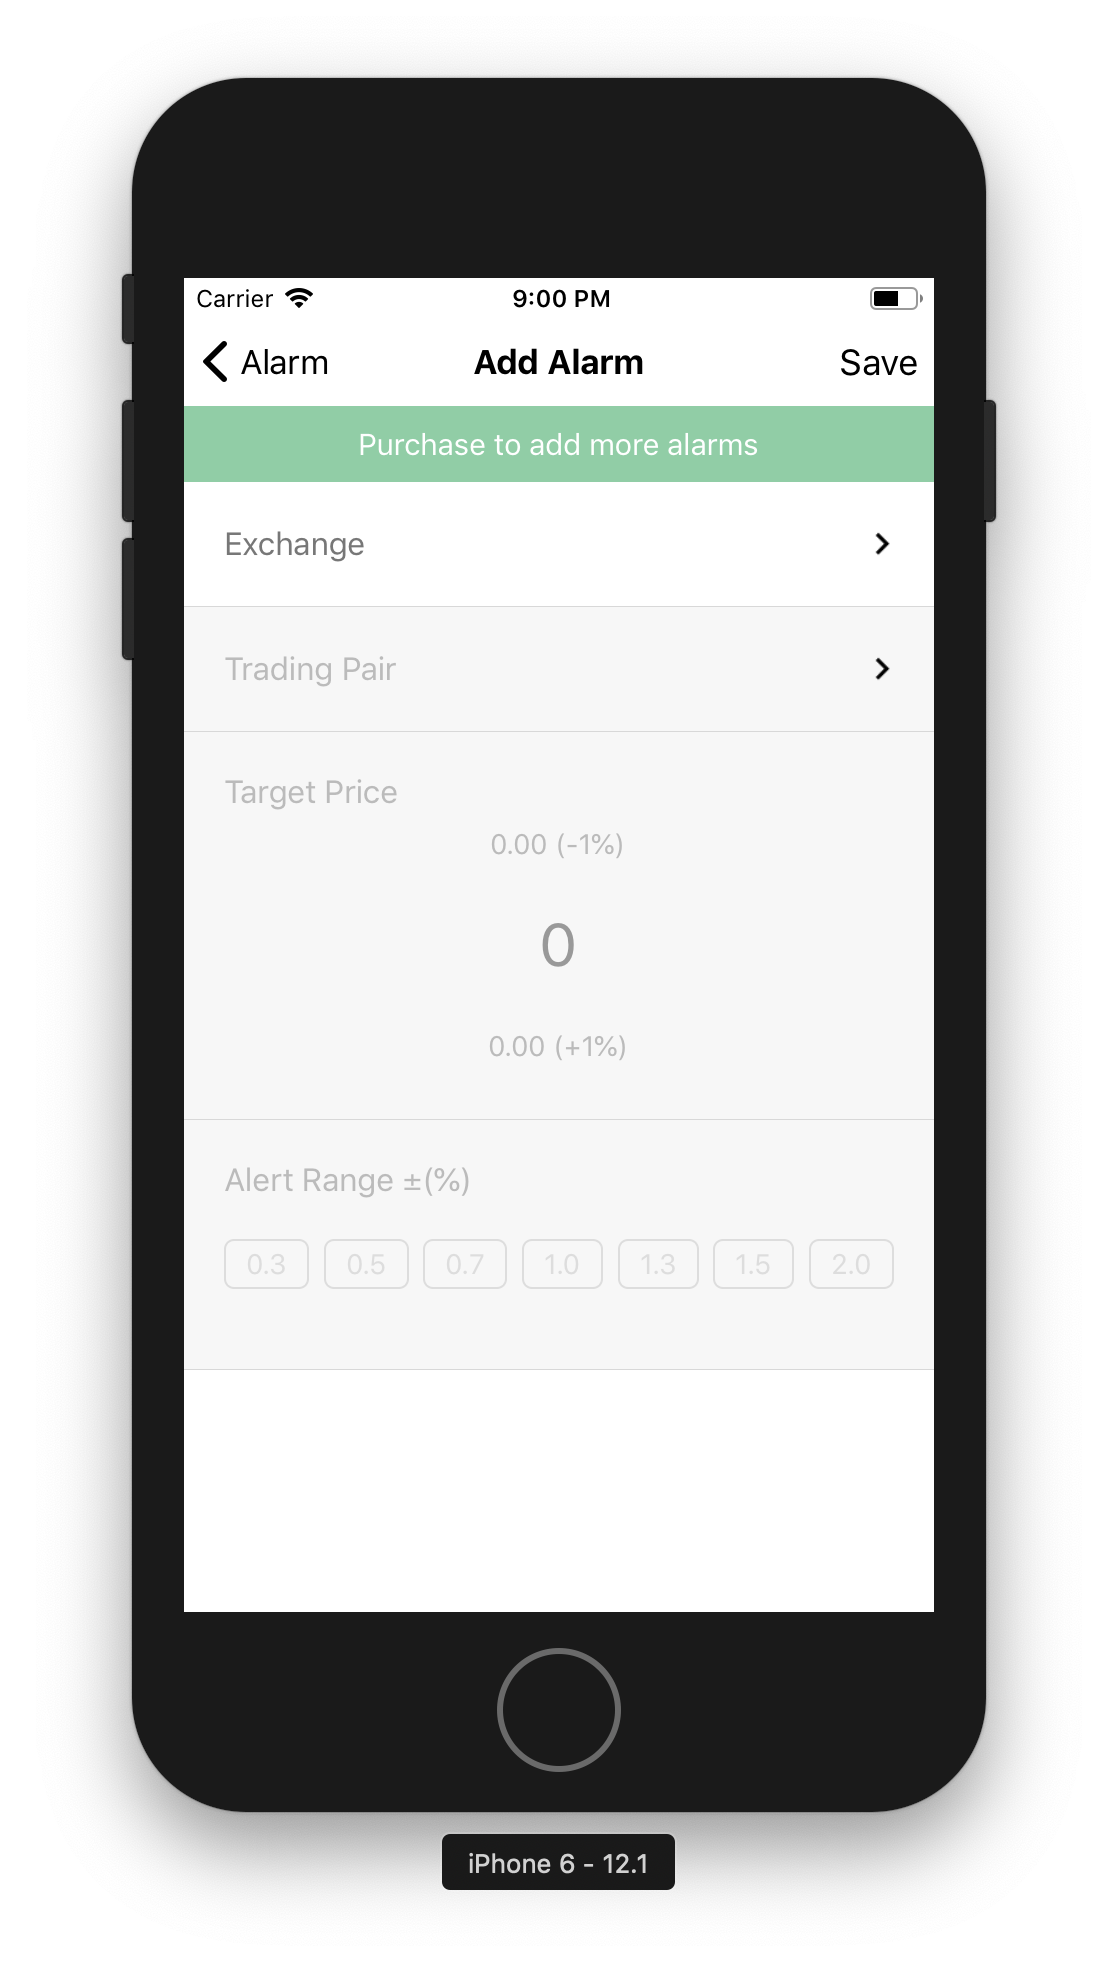 Carrier 9:00 PM
Alarm Add Alarm Save
Purchase to add more alarms
Exchange
Trading Pair
Target Price
0.00 (-1%)
0
0.00 (+1%)
Alert Range ±(%)
0.3 0.5 0.7 1.0 1.3 1.5 2.0
iPhone 6 - 12.1